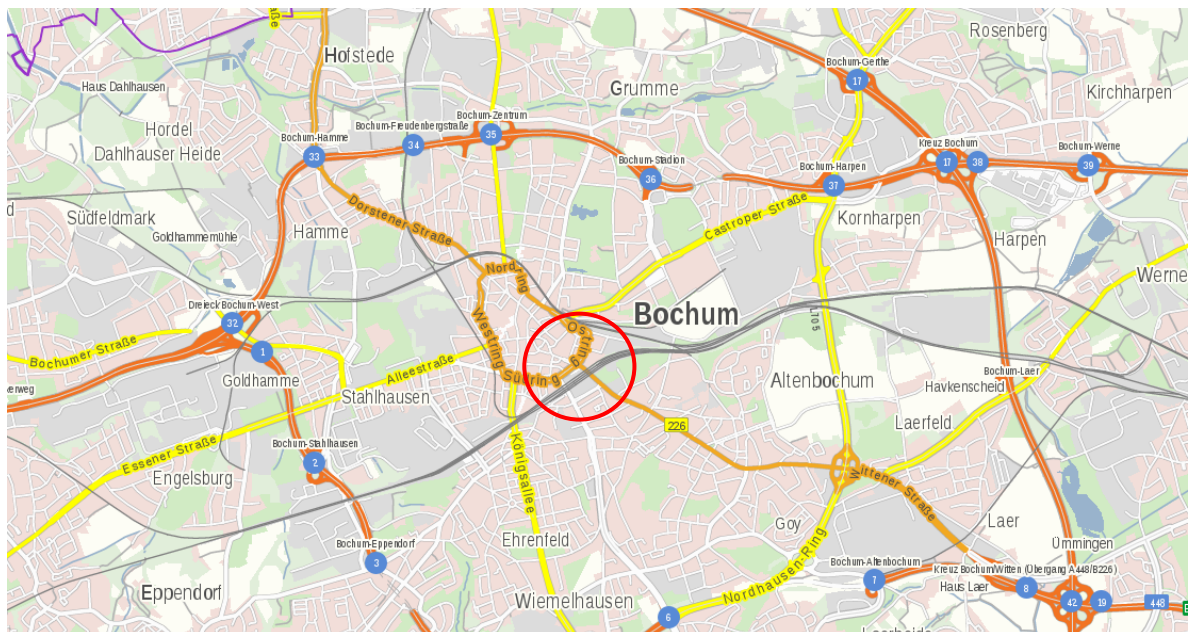 Straße
Rosenberg
Hofstede
Bochum-Gerthe
17
Haus Dahlhausen
Grumme
Kirchharpen
Bochum-Zentrum
Bochum-Freudenbergstraße
Hordel
Bochum-Hamme
35
34
33
Dahlhauser Heide
Kreuz Bochum
Bochum-Stadion
Bochum-Harpen
17
38
Bochum-Werne
39
36
37
Südfeldmark
Dorstener Straße
Castroper Straße
Kornharpen
Goldhammemühle
Hamme
Harpen
Nordring
Werne
Dreieck Bochum-West
32
Bochum
L705
Westring
Ostring
Bochumer Straße
1
Alleestraße
Goldhamme
Südring
Altenbochum
Bochum-Laer
Havkenscheid
Stahlhausen
226
Laerfeld
Königsallee
Bochum-Stahlhausen
2
Essener Straße
Engelsburg
Wittener Straße
Goy
Laer
Ehrenfeld
Bochum-Eppendorf
3
Nordhausen-Ring
Ümmingen
Bochum-Altenbochum
7
Kreuz Bochum/Witten (Übergang A448/B226)
8
Haus Laer
Eppendorf
Wiemelhausen
6
42
19
448
E
Laerheide